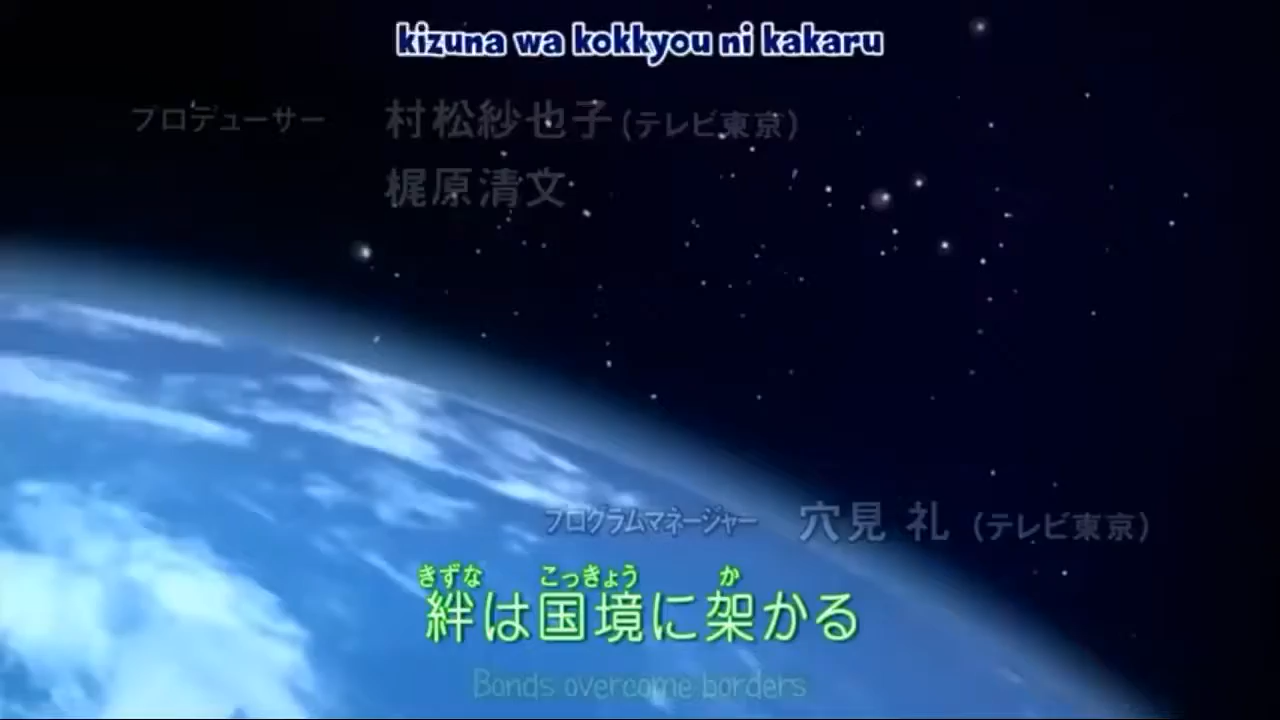 kizuna wa kokkyou ni kakaru
プロデューサー 村松紗也子(テレビ東京)
梶原清文
プログラムマネージャー 穴見 礼 (テレビ東京)
きずな こっきょう か
絆は国境に架かる
Bonds overcome borders